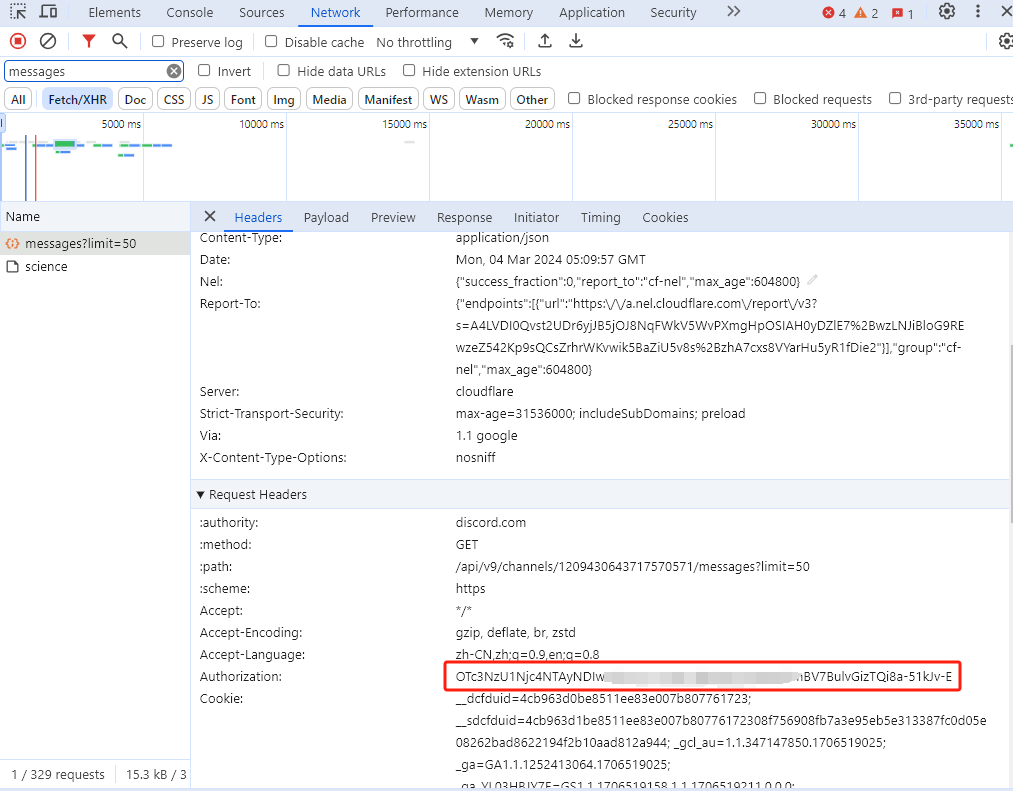 Elements Console Sources Network Performance Memory Application Security 4 2 1
Preserve log Disable cache No throttling
messages Invert Hide data URLs Hide extension URLs
All Fetch/XHR Doc CSS JS Font Img Media Manifest WS Wasm Other Blocked response cookies Blocked requests 3rd-party requests
5000 ms 10000 ms 15000 ms 20000 ms 25000 ms 30000 ms 35000 ms
Name Headers Payload Preview Response Initiator Timing Cookies
messages?limit=50
science
Content-Type: application/json
Date: Mon, 04 Mar 2024 05:09:57 GMT
Nel: {"success_fraction":0,"report_to":"cf-nel","max_age":604800}
Report-To: {"endpoints":[{"url":"https:\/\/a.nel.cloudflare.com\/report\/v3?
s=A4LVDI0Qvst2UDr6yjJB5jOJ8NqFWkV5WvPXmgHpOSIAH0yDZlE7%2BwzLNJiBloG9RE
wzeZ542Kp9sQCsZrhrWKvwik5BaZiU5v8s%2BzhA7cxs8VYarHu5yR1fDie2"}],"group":"cf-
nel","max_age":604800}
Server: cloudflare
Strict-Transport-Security: max-age=31536000; includeSubDomains; preload
Via: 1.1 google
X-Content-Type-Options: nosniff
Request Headers
:authority: discord.com
:method: GET
:path: /api/v9/channels/1209430643717570571/messages?limit=50
:scheme: https
Accept: */*
Accept-Encoding: gzip, deflate, br, zstd
Accept-Language: zh-CN,zh;q=0.9,en;q=0.8
Authorization: OTc3NzU1Njc4NTAyNDIw nBV7BulvGizTQi8a-51kJv-E
Cookie: __dcfduid=4cb963d0be8511ee83e007b807761723;
__sdcfduid=4cb963d1be8511ee83e007b80776172308f756908fb7a3e95eb5e313387fc0d05e
08262bad8622194f2b10aad812a944; _gcl_au=1.1.347147850.1706519025;
_ga=GA1.1.1252413064.1706519025;
1 / 329 requests 15.3 kB / 3